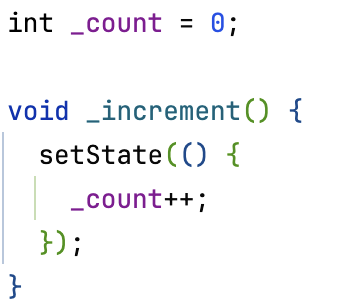 int _count = 0;

void _increment() {
  setState(() {
    _count++;
  });
}